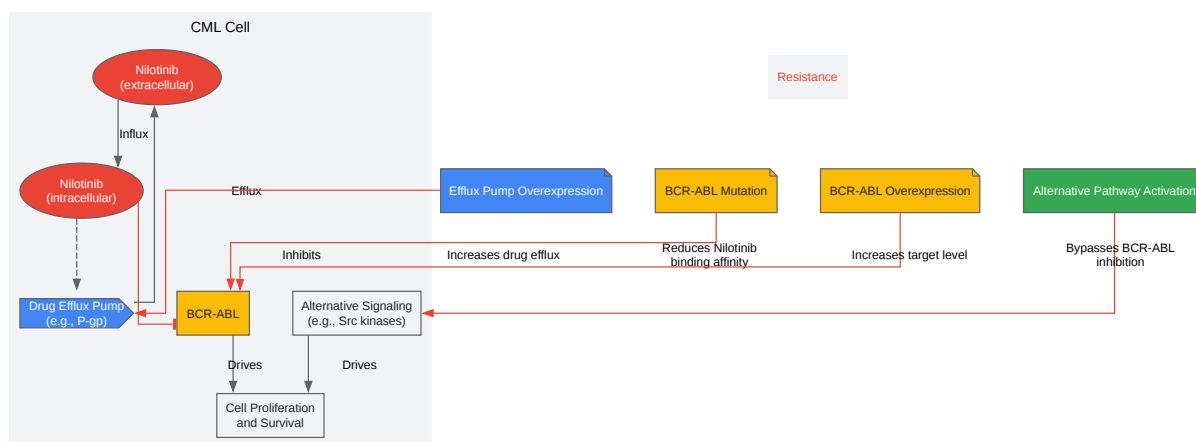 CML Cell
Nilotinib
(extracellular)
Resistance
Influx
Nilotinib
(intracellular)
Efflux
Efflux Pump Overexpression
BCR-ABL Mutation
BCR-ABL Overexpression
Alternative Pathway Activation
Inhibits
Increases drug efflux
Reduces Nilotinib
binding affinity
Increases target level
Bypasses BCR-ABL
inhibition
Drug Efflux Pump
(e.g., P-gp)
BCR-ABL
Alternative Signaling
(e.g., Src kinases)
Drives
Drives
Cell Proliferation
and Survival